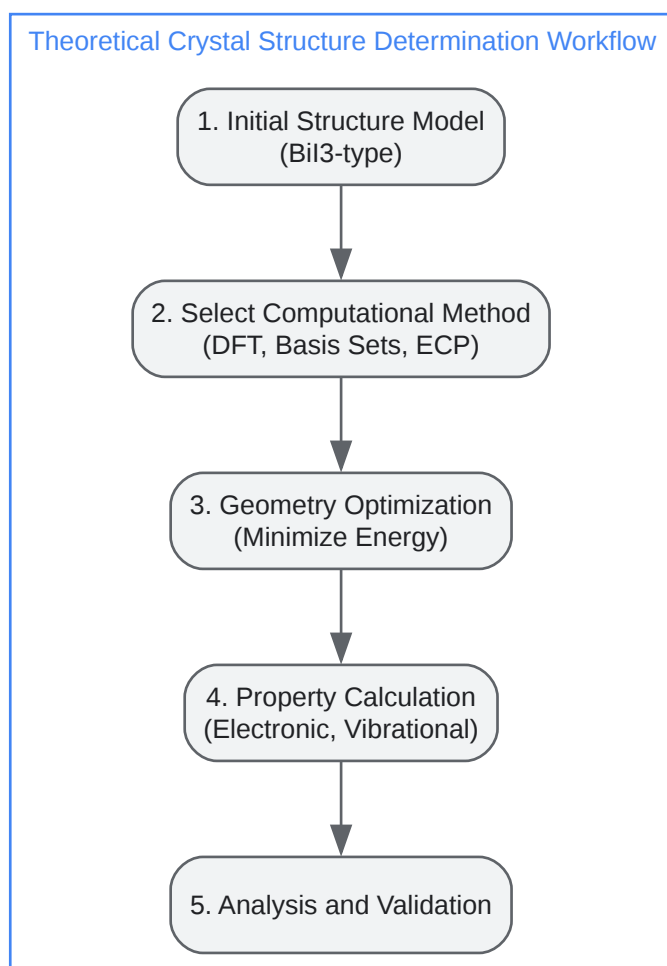 Theoretical Crystal Structure Determination Workflow
1. Initial Structure Model
(BiI3-type)
2. Select Computational Method
(DFT, Basis Sets, ECP)
3. Geometry Optimization
(Minimize Energy)
4. Property Calculation
(Electronic, Vibrational)
5. Analysis and Validation